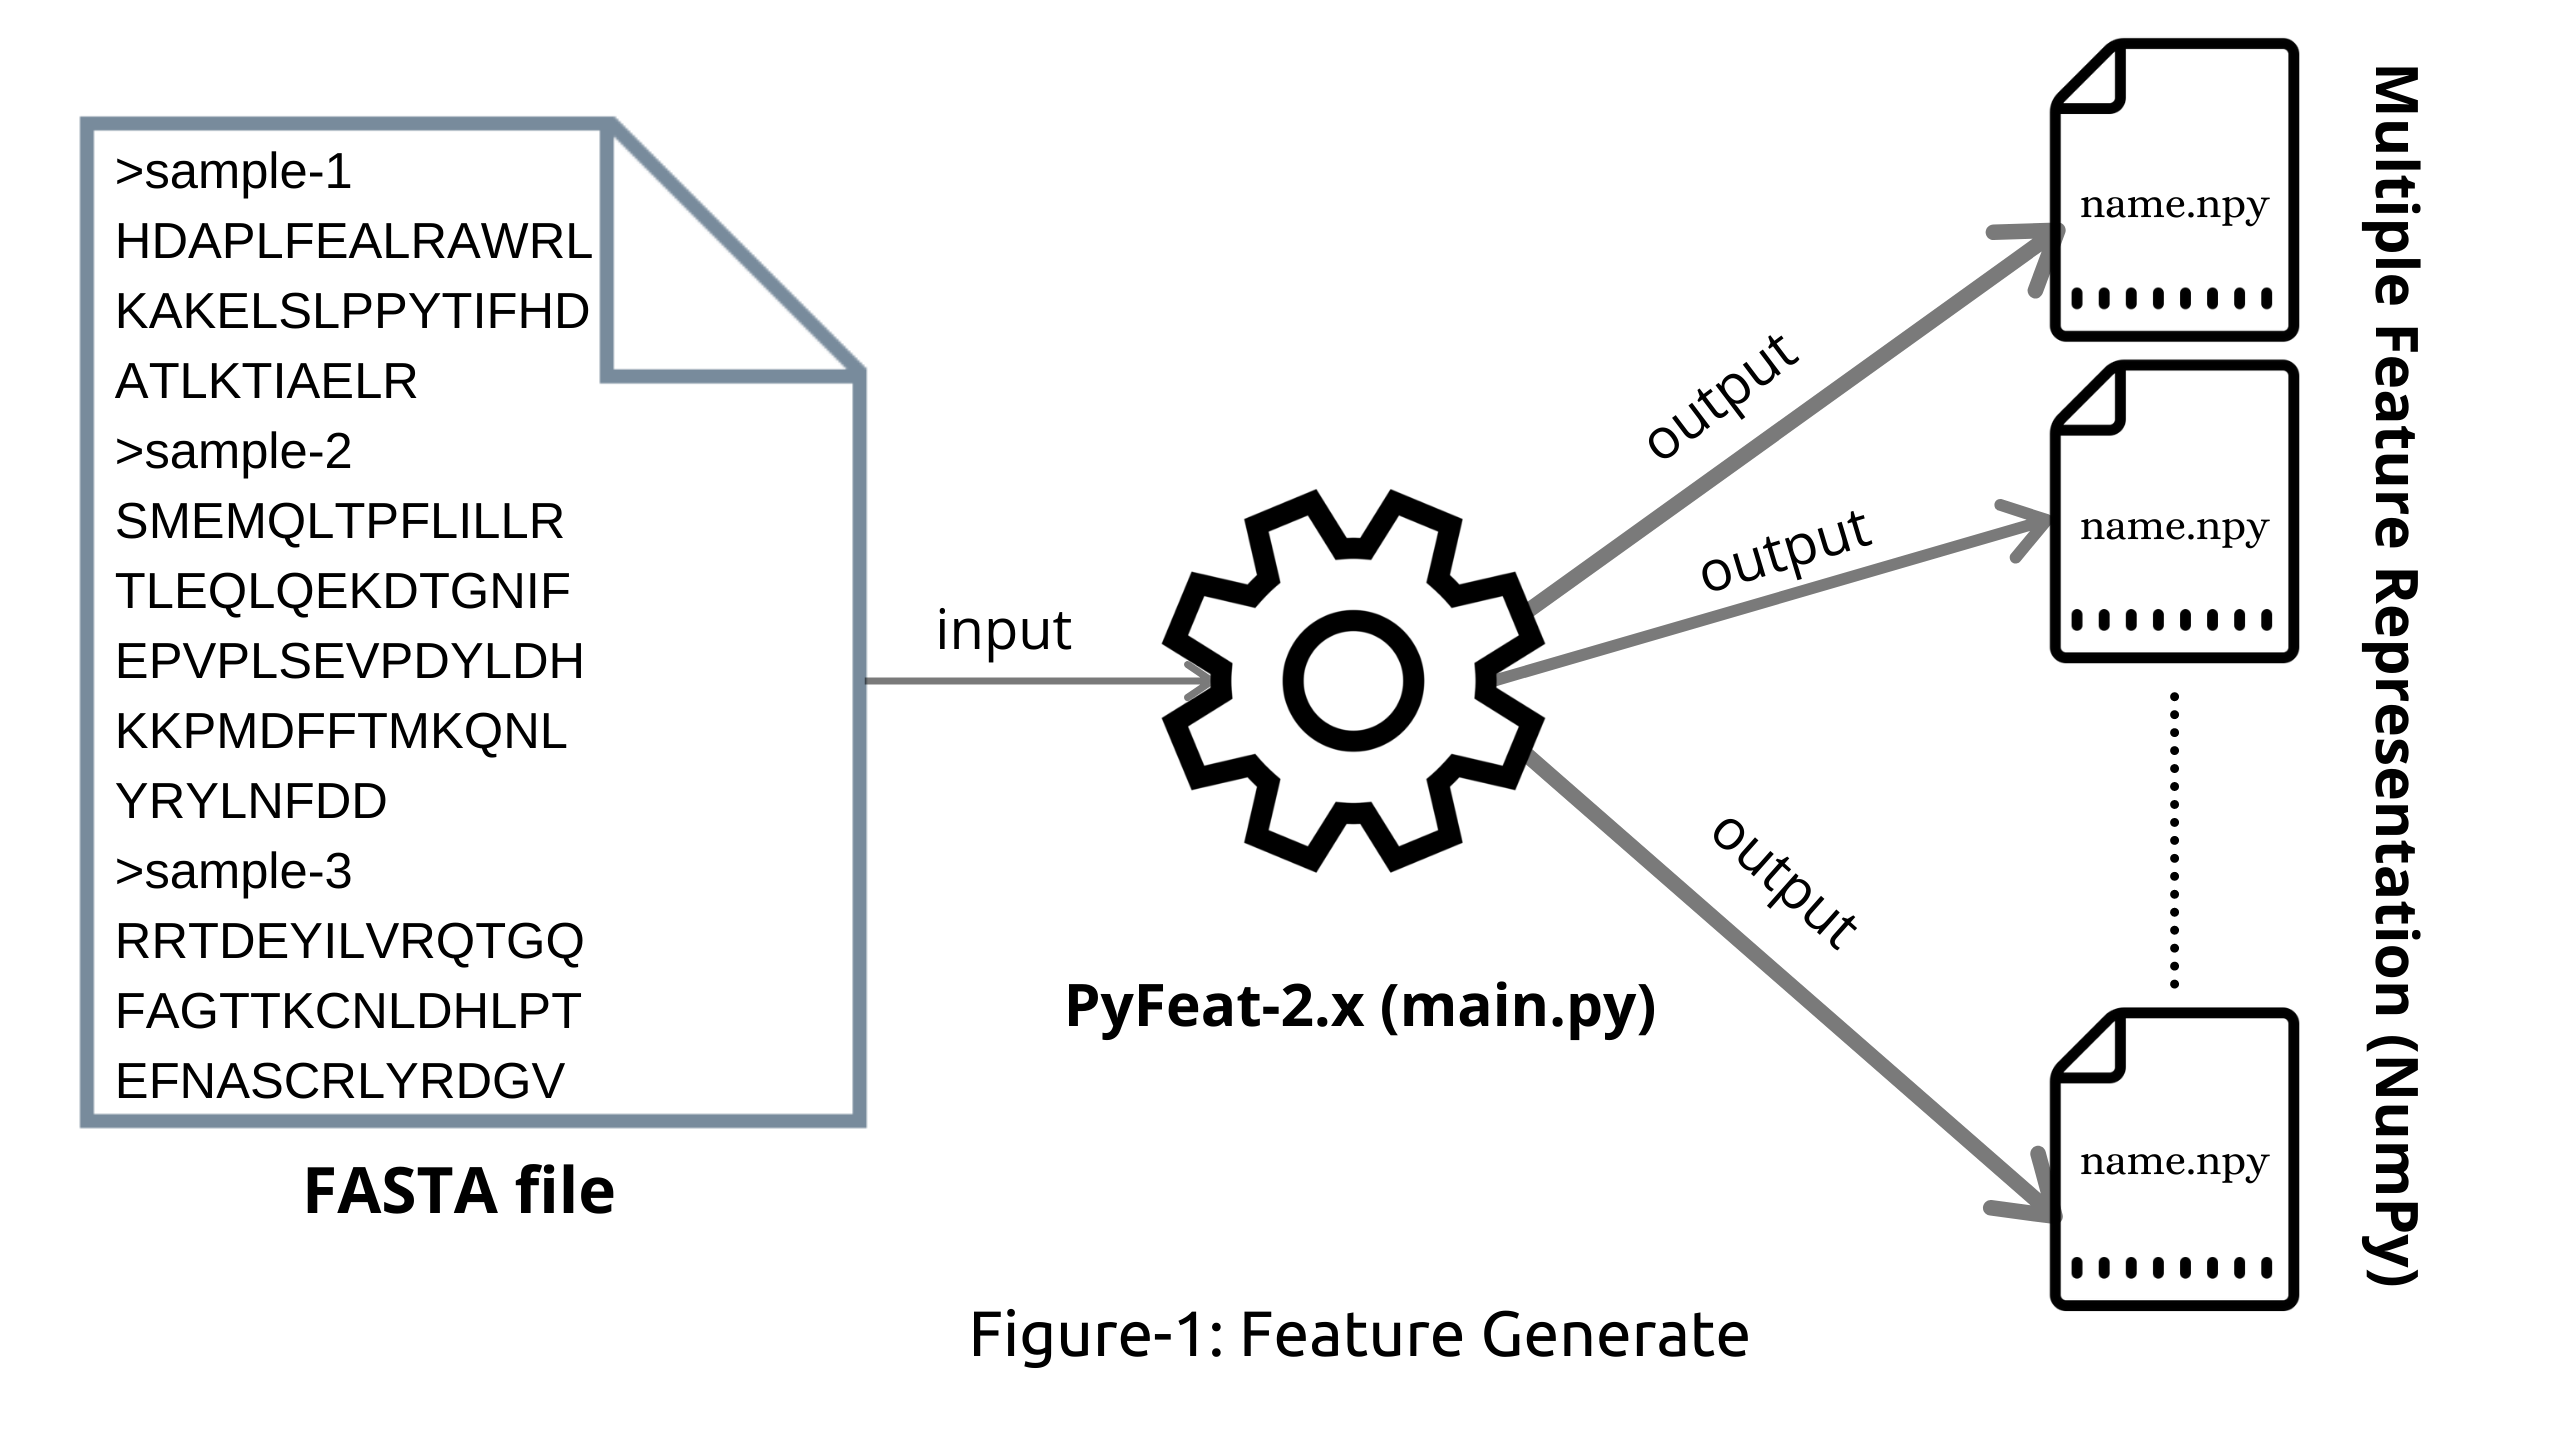 >sample-1
HDAPLFEALRAWRL
KAKELSLPPYTIFHD
ATLKTIAELR
>sample-2
SMEMQLTPFLILLR
TLEQLQEKDTGNIF
EPVPLSEVPDYLDH
KKPMDFFTMKQNL
YRYLNFDD
>sample-3
RRTDEYILVRQTGQ
FAGTTKCNLDHLPT
EFNASCRLYRDGV
FASTA file
input
PyFeat-2.x (main.py)
output
output
output
name.npy
name.npy
name.npy
Multiple Feature Representation (NumPy)
Figure-1: Feature Generate